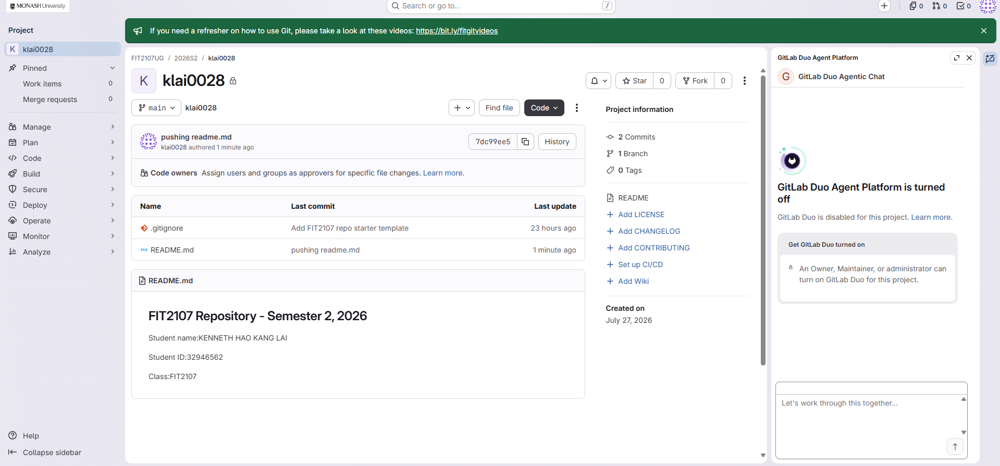 MONASH University
Search or go to...
/
0
0
0
Project
K
klai0028
Pinned
Work items 0
Merge requests 0
Manage
Plan
Code
Build
Secure
Deploy
Operate
Monitor
Analyze
Help
Collapse sidebar
If you need a refresher on how to use Git, please take a look at these videos: https://bit.ly/fitgitvideos
FIT2107UG / 2026S2 / klai0028
K
klai0028
Star 0
Fork 0
main
klai0028
Find file
Code
pushing readme.md
klai0028 authored 1 minute ago
7dc99ee5
History
Code owners Assign users and groups as approvers for specific file changes. Learn more.
Name Last commit Last update
.gitignore Add FIT2107 repo starter template 23 hours ago
README.md pushing readme.md 1 minute ago
README.md
FIT2107 Repository - Semester 2, 2026
Student name:KENNETH HAO KANG LAI
Student ID:32946562
Class:FIT2107
Project information
2 Commits
1 Branch
0 Tags
README
Add LICENSE
Add CHANGELOG
Add CONTRIBUTING
Set up CI/CD
Add Wiki
Created on
July 27, 2026
GitLab Duo Agent Platform
G
GitLab Duo Agentic Chat
GitLab Duo Agent Platform is turned
off
GitLab Duo is disabled for this project. Learn more.
Get GitLab Duo turned on
An Owner, Maintainer, or administrator can
turn on GitLab Duo for this project.
Let's work through this together...